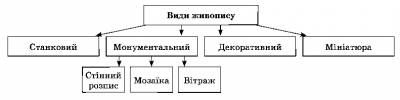 Види живопису
Станковий
Монументальний
Декоративний
Мініатюра
Стінний
розпис
Мозаїка
Вітраж